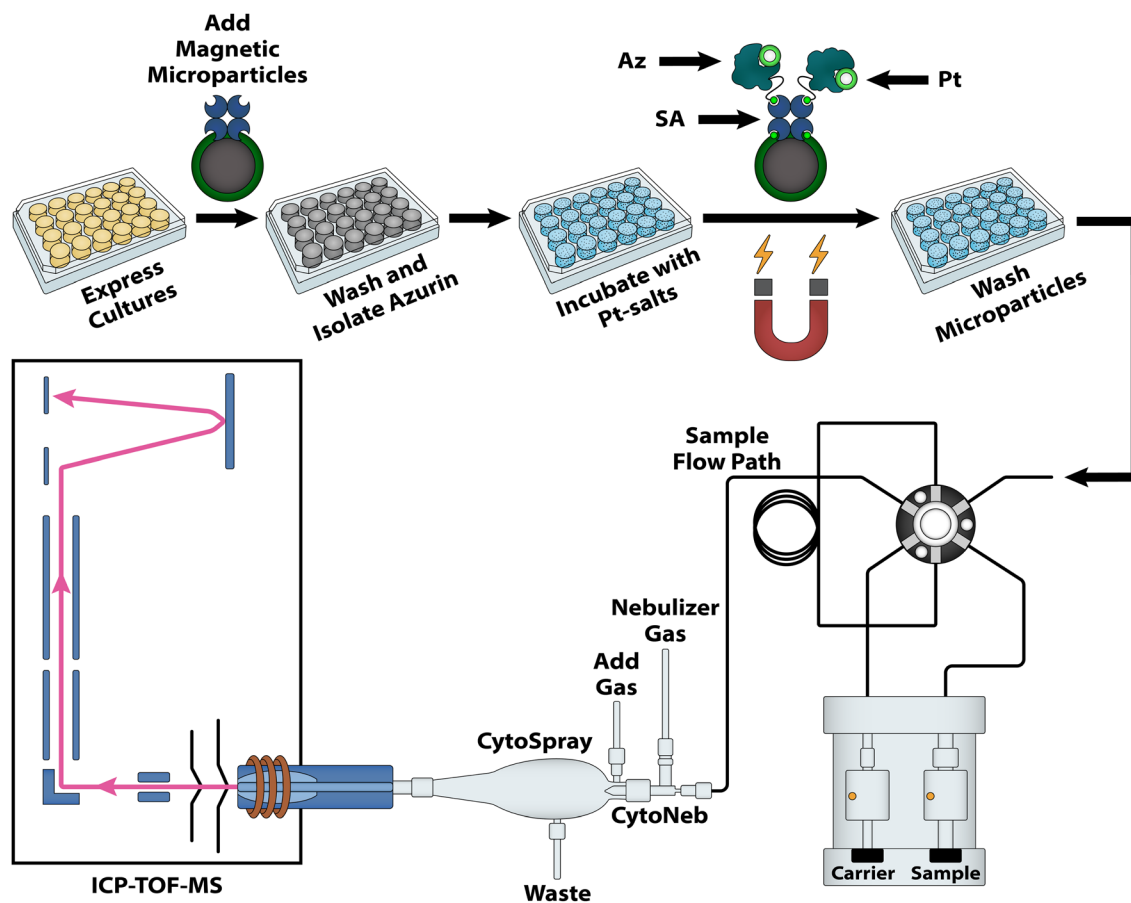 Add
Magnetic
Microparticles
Az
Pt
SA
Express
Cultures
Wash and
Isolate Azurin
Incubate with
Pt-salts
Wash
Microparticles
Sample
Flow Path
Nebulizer
Gas
Add
Gas
CytoSpray
CytoNeb
Waste
ICP-TOF-MS
Carrier
Sample